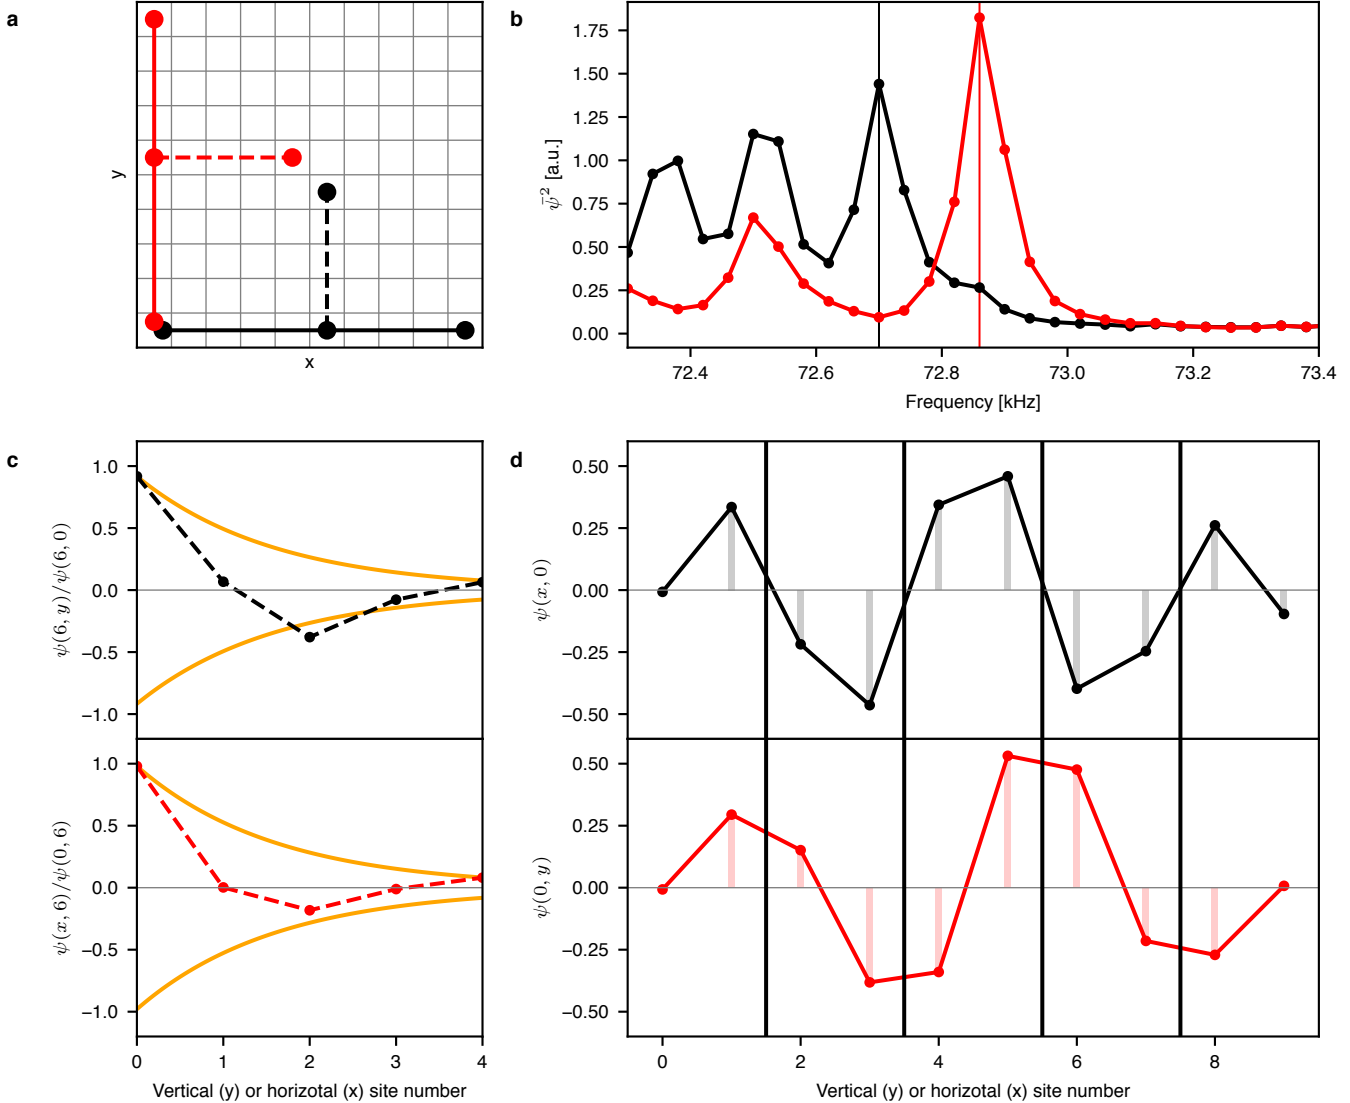 a
y
x
b
1.75
1.50
1.25
1.00
0.75
0.50
0.25
0.00
ψ̄² [a.u.]
72.4 72.6 72.8 73.0 73.2 73.4
Frequency [kHz]
c
1.0
0.5
0.0
−0.5
−1.0
ψ(6, y)/ψ(6, 0)
1.0
0.5
0.0
−0.5
−1.0
ψ(x, 6)/ψ(0, 6)
0 1 2 3 4
Vertical (y) or horizotal (x) site number
d
0.50
0.25
0.00
−0.25
−0.50
ψ(x, 0)
0.50
0.25
0.00
−0.25
−0.50
ψ(0, y)
0 2 4 6 8
Vertical (y) or horizotal (x) site number